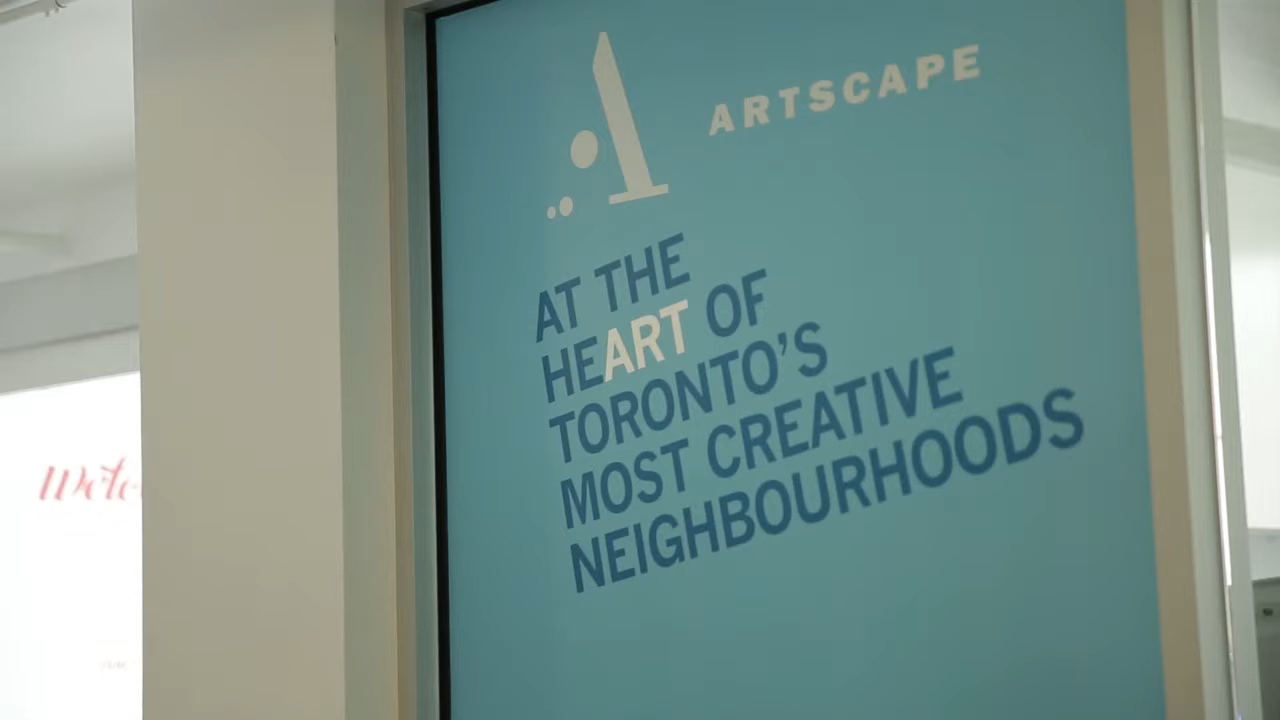 ARTSCAPE
AT THE
HEART OF
TORONTO'S
MOST CREATIVE
NEIGHBOURHOODS